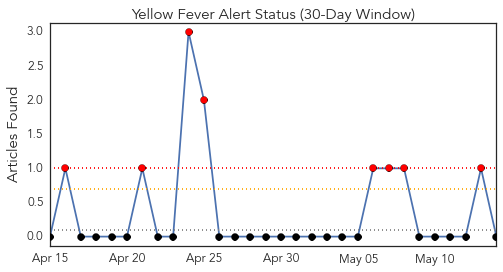 Yellow Fever Alert Status (30-Day Window)
3.0
2.5
2.0
1.5
1.0
0.5
0.0
Articles Found
Apr 15 Apr 20 Apr 25 Apr 30 May 05 May 10